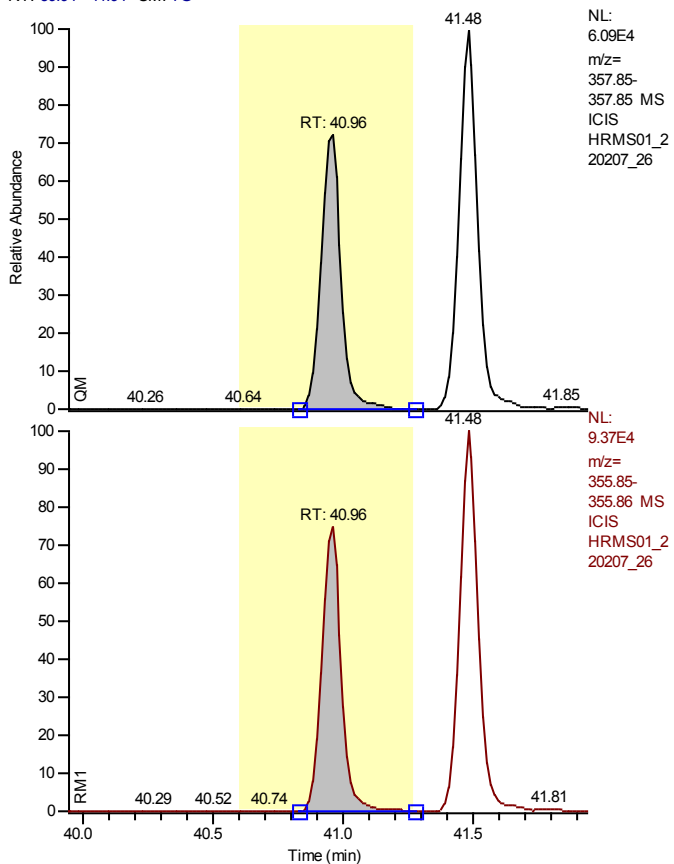 41.48
NL:
6.09E4
m/z=
357.85-
357.85 MS
ICIS
HRMS01_2
20207_26
100
90
80
RT: 40.96
70
60
50
40
30
20
10
0
Relative Abundance
QM
40.26 40.64 41.85
41.48
NL:
9.37E4
m/z=
355.85-
355.86 MS
ICIS
HRMS01_2
20207_26
100
90
80
RT: 40.96
70
60
50
40
30
20
10
0
RM1
40.29 40.52 40.74 41.81
40.0 40.5 41.0 41.5
Time (min)